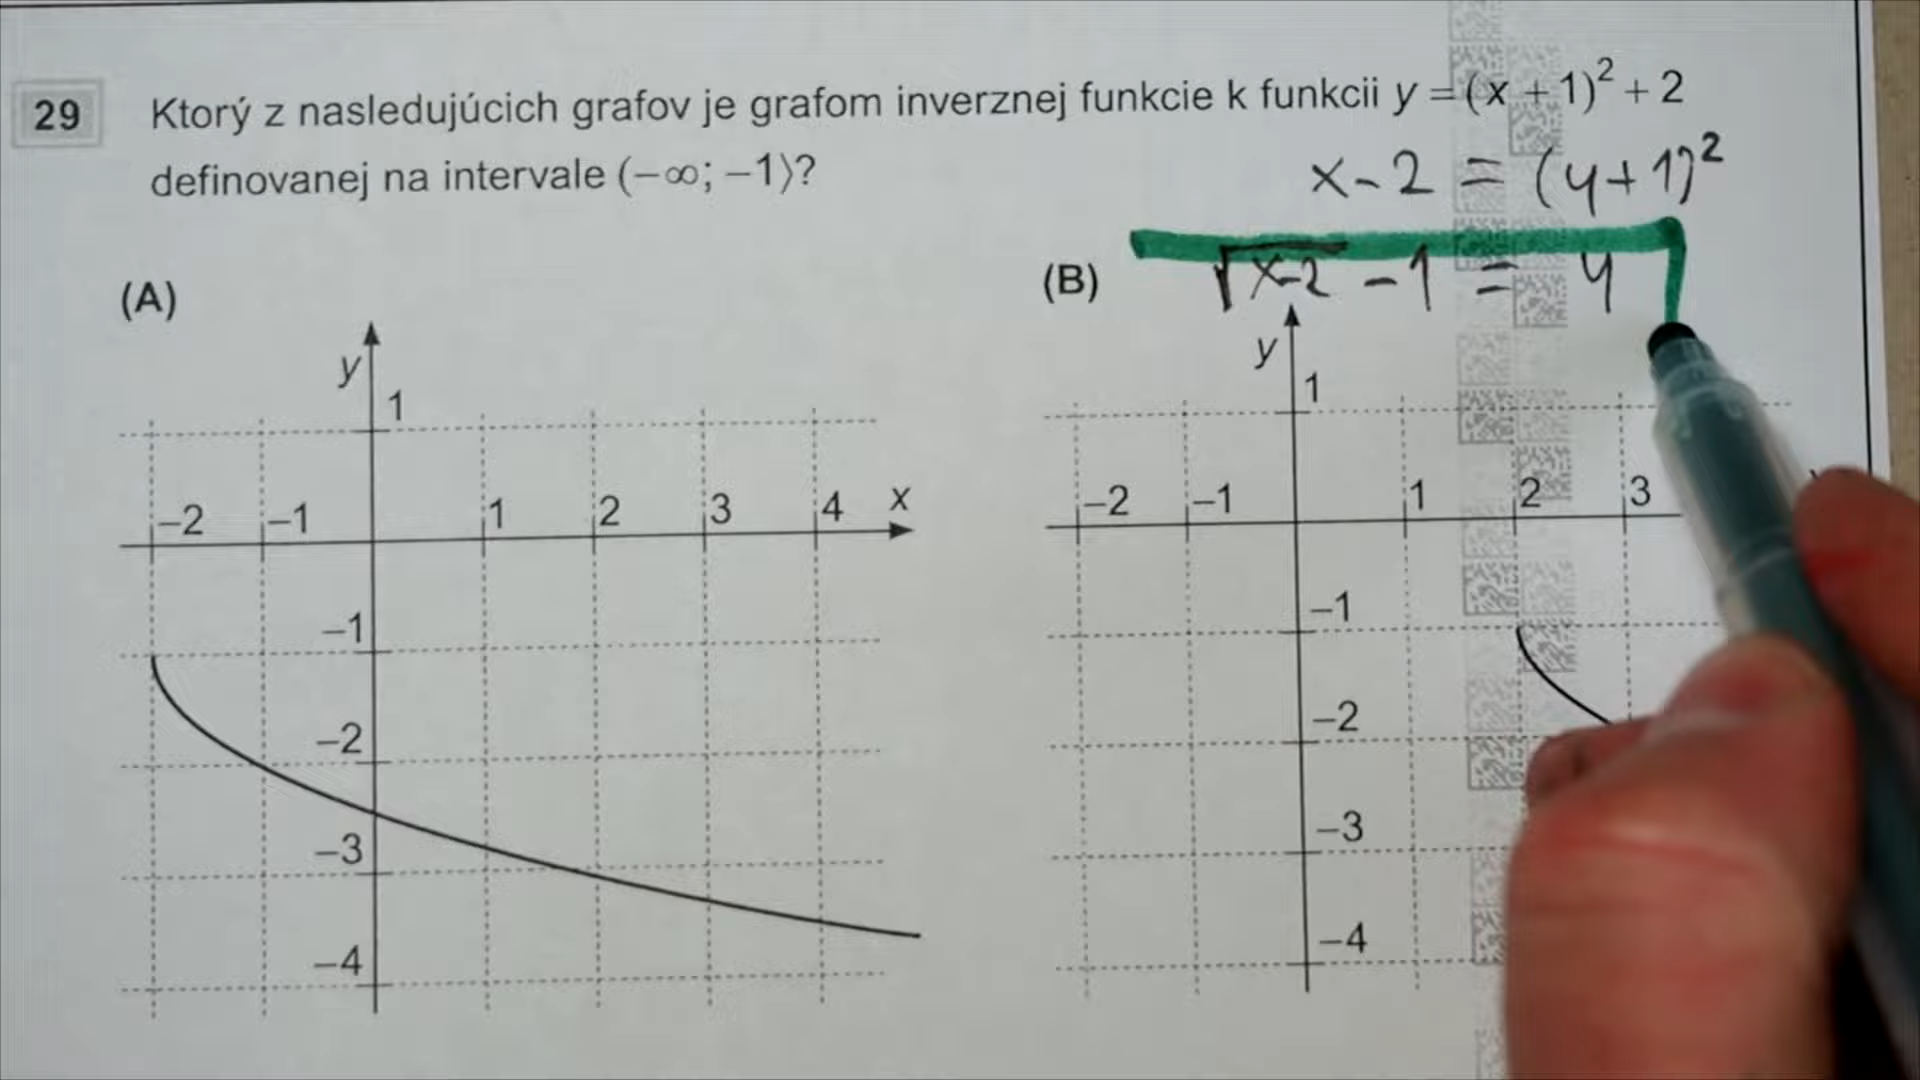 29 Ktorý z nasledujúcich grafov je grafom inverznej funkcie k funkcii y = (x + 1)² + 2
definovanej na intervale (−∞; −1⟩?
x - 2 = (y + 1)²
√x-2 - 1 = y
(A)
y
1
−2 −1 1 2 3 4 x
−1
−2
−3
−4
(B)
y
1
−2 −1 1 2 3
−1
−2
−3
−4